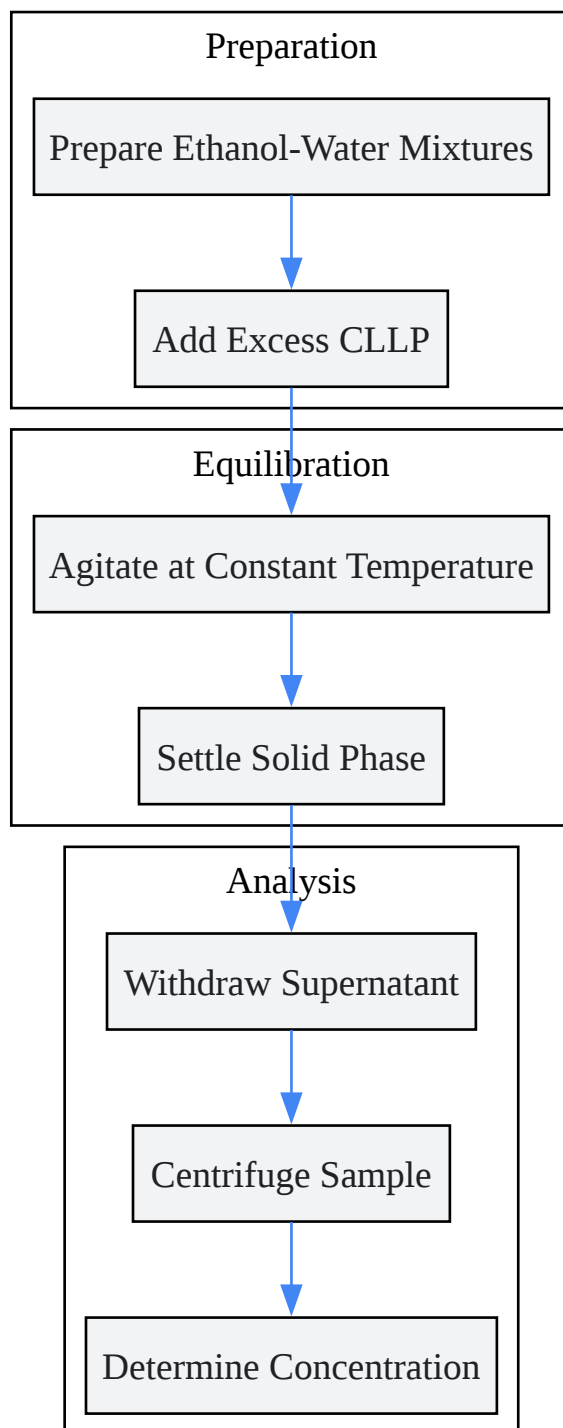 Preparation
Prepare Ethanol-Water Mixtures
Add Excess CLLP
Equilibration
Agitate at Constant Temperature
Settle Solid Phase
Analysis
Withdraw Supernatant
Centrifuge Sample
Determine Concentration